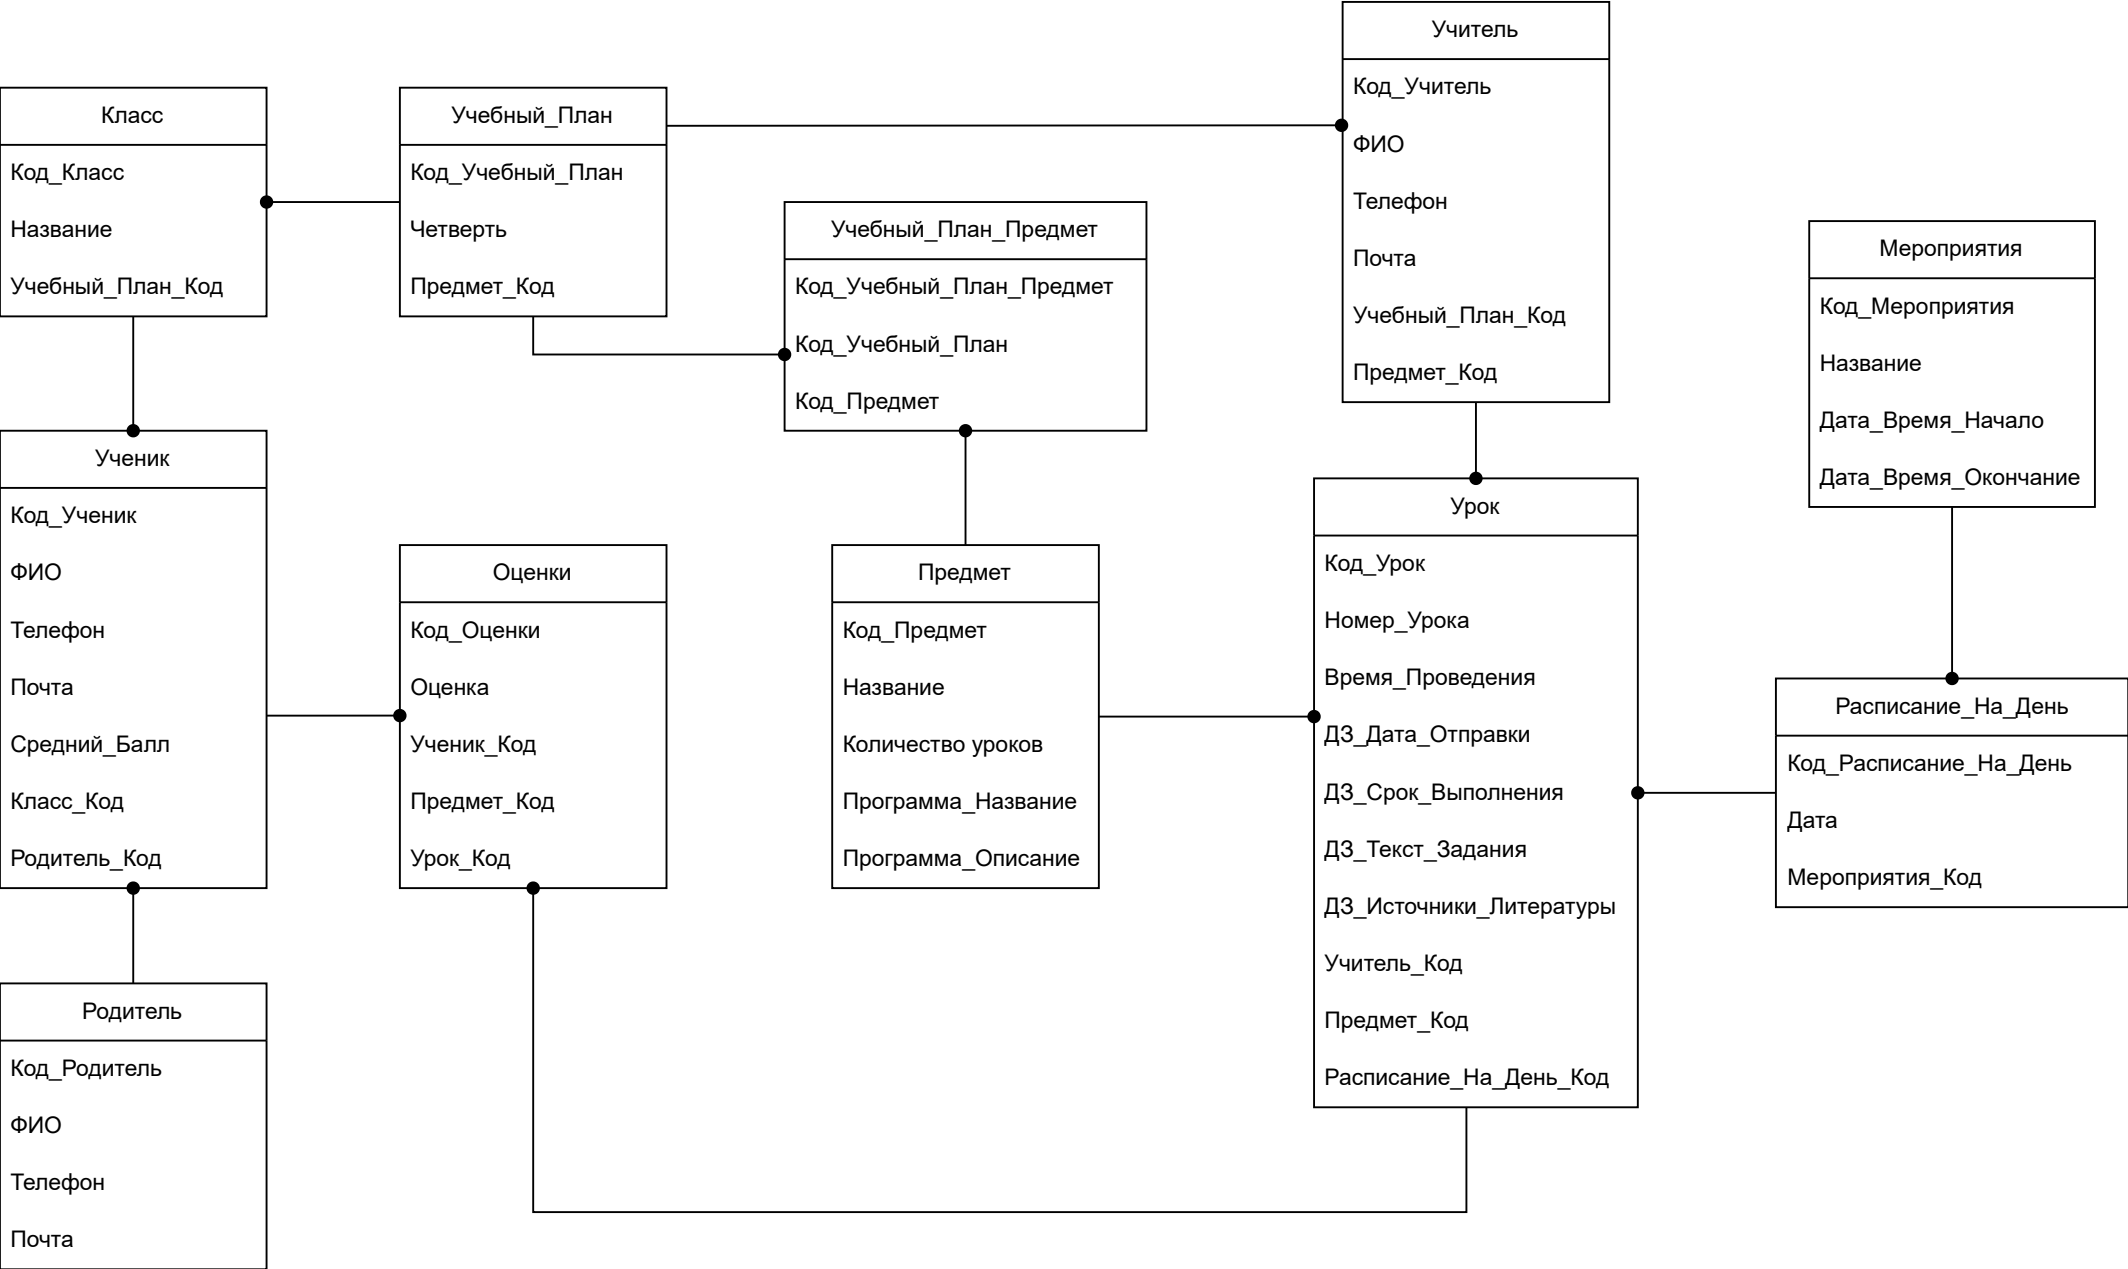 Класс
Код_Класс
Название
Учебный_План_Код
Учебный_План
Код_Учебный_План
Четверть
Предмет_Код
Учебный_План_Предмет
Код_Учебный_План_Предмет
Код_Учебный_План
Код_Предмет
Учитель
Код_Учитель
ФИО
Телефон
Почта
Учебный_План_Код
Предмет_Код
Мероприятия
Код_Мероприятия
Название
Дата_Время_Начало
Дата_Время_Окончание
Ученик
Код_Ученик
ФИО
Телефон
Почта
Средний_Балл
Класс_Код
Родитель_Код
Оценки
Код_Оценки
Оценка
Ученик_Код
Предмет_Код
Урок_Код
Предмет
Код_Предмет
Название
Количество уроков
Программа_Название
Программа_Описание
Урок
Код_Урок
Номер_Урока
Время_Проведения
ДЗ_Дата_Отправки
ДЗ_Срок_Выполнения
ДЗ_Текст_Задания
ДЗ_Источники_Литературы
Учитель_Код
Предмет_Код
Расписание_На_День_Код
Расписание_На_День
Код_Расписание_На_День
Дата
Мероприятия_Код
Родитель
Код_Родитель
ФИО
Телефон
Почта